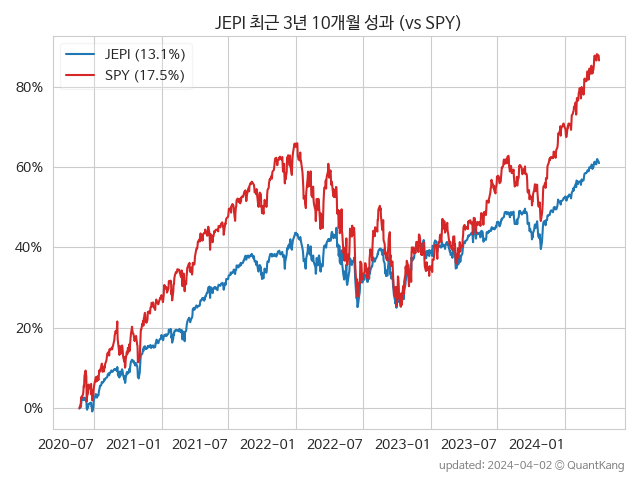 JEPI 최근 3년 10개월 성과 (vs SPY)
JEPI (13.1%)
SPY (17.5%)
80%
60%
40%
20%
0%
2020-07 2021-01 2021-07 2022-01 2022-07 2023-01 2023-07 2024-01
updated: 2024-04-02 © QuantKang